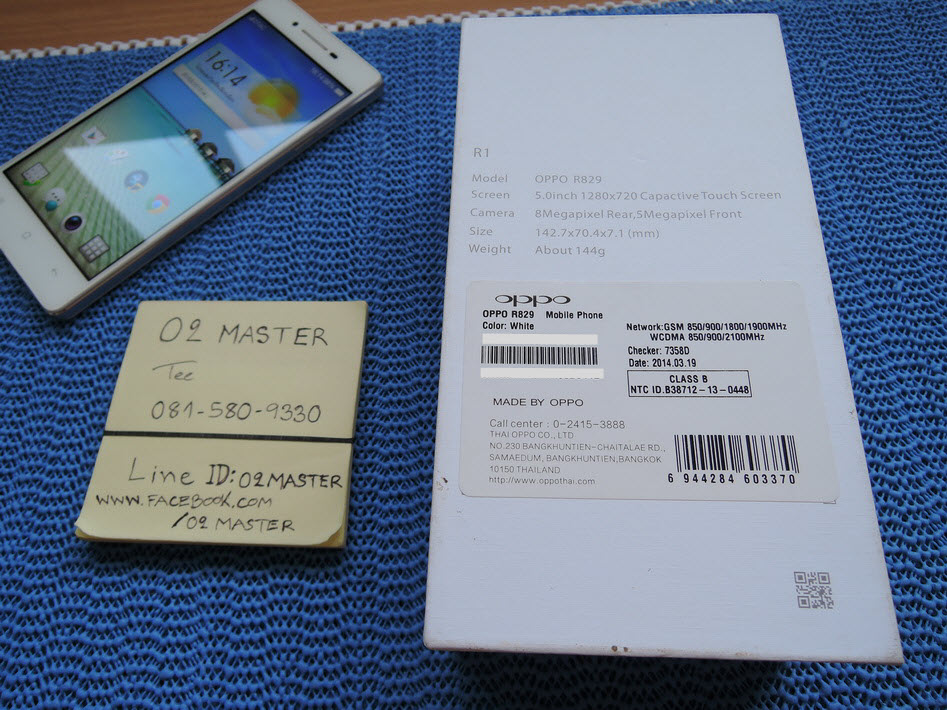 16:14
O2 MASTER
Tee
081-580-9330
Line ID: O2MASTER
WWW.FACEBOOK.COM
/O2 MASTER
R1
Model OPPO R829
Screen 5.0inch 1280x720 Capactive Touch Screen
Camera 8Megapixel Rear,5Megapixel Front
Size 142.7x70.4x7.1 (mm)
Weight About 144g
oppo
OPPO R829 Mobile Phone
Color: White
Network:GSM 850/900/1800/1900MHz
WCDMA 850/900/2100MHz
Checker: 7358D
Date: 2014.03.19
CLASS B
NTC ID.B38712-13-0448
MADE BY OPPO
Call center : 0-2415-3888
THAI OPPO CO., LTD
NO.230 BANGKHUNTIEN-CHAITALAE RD.,
SAMAEDUM, BANGKHUNTIEN,BANGKOK
10150 THAILAND
http://www.oppothai.com
6 944284 603370